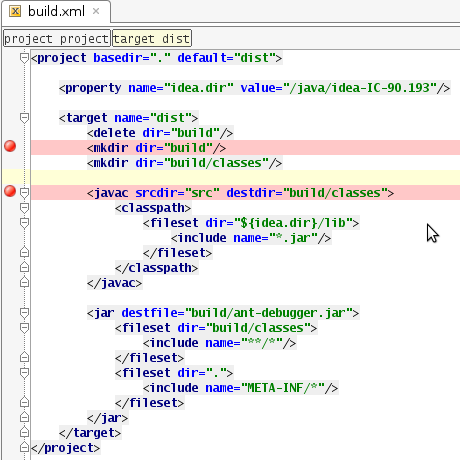 build.xml
project project target dist
<project basedir="." default="dist">
<property name="idea.dir" value="/java/idea-IC-90.193"/>
<target name="dist">
<delete dir="build"/>
<mkdir dir="build"/>
<mkdir dir="build/classes"/>
<javac srcdir="src" destdir="build/classes">
<classpath>
<fileset dir="${idea.dir}/lib">
<include name="*.jar"/>
</fileset>
</classpath>
</javac>
<jar destfile="build/ant-debugger.jar">
<fileset dir="build/classes">
<include name="**/*"/>
</fileset>
<fileset dir=".">
<include name="META-INF/*"/>
</fileset>
</jar>
</target>
</project>